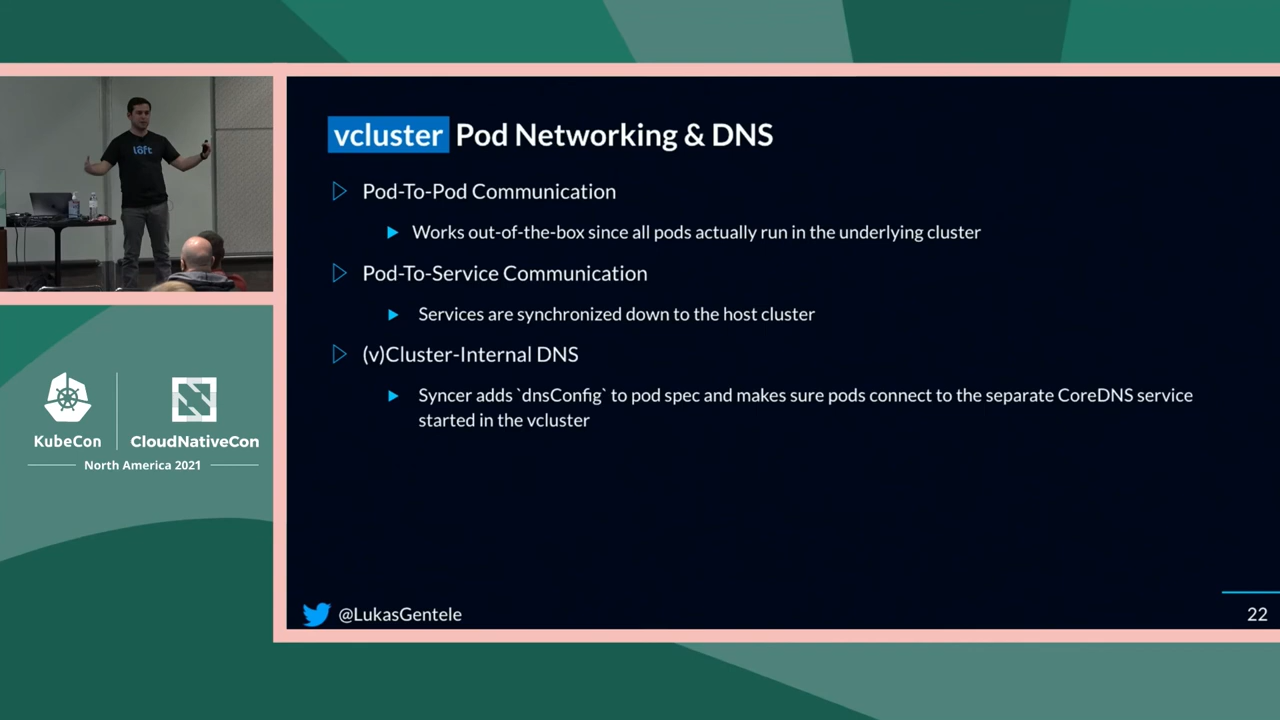 vcluster Pod Networking & DNS
Pod-To-Pod Communication
Works out-of-the-box since all pods actually run in the underlying cluster
Pod-To-Service Communication
Services are synchronized down to the host cluster
(v)Cluster-Internal DNS
Syncer adds `dnsConfig` to pod spec and makes sure pods connect to the separate CoreDNS service
started in the vcluster
@LukasGentele
22
loft
KubeCon
CloudNativeCon
North America 2021